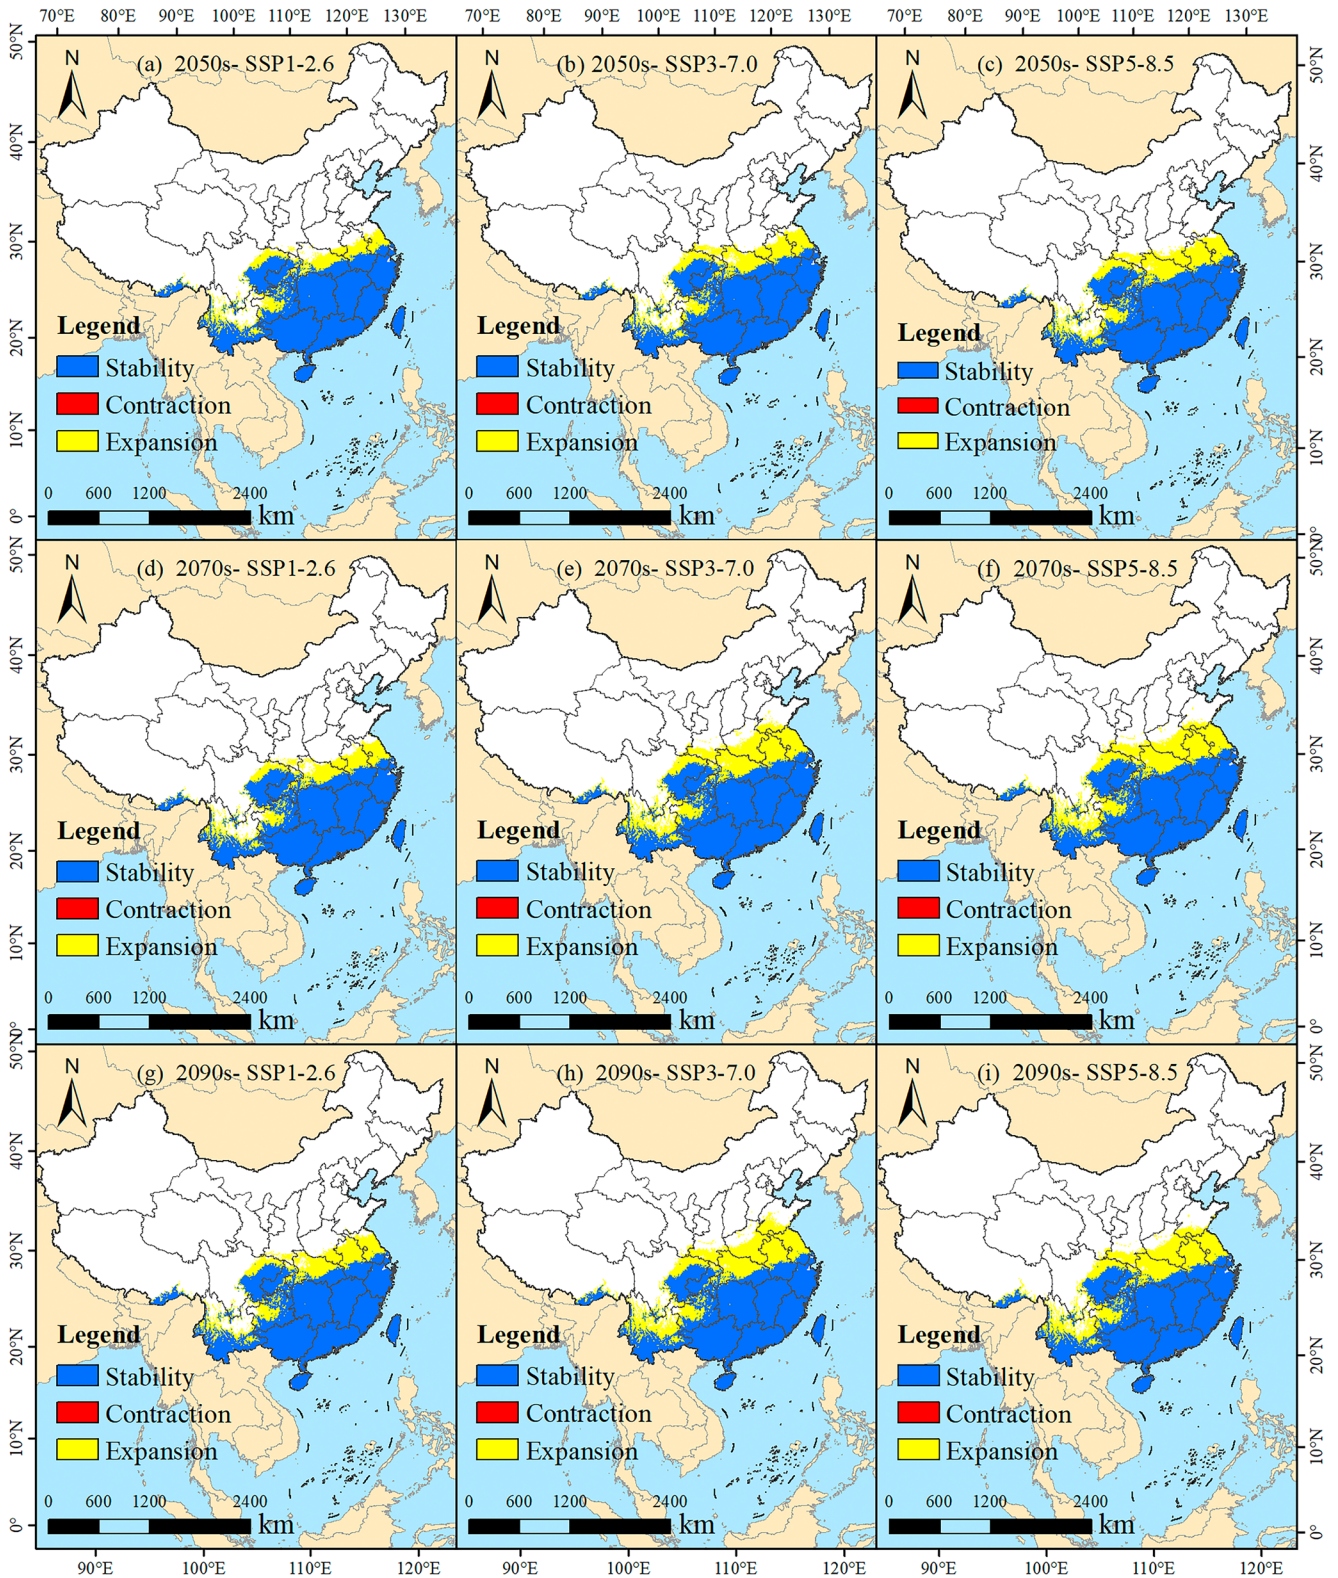 70°E 80°E 90°E 100°E 110°E 120°E 130°E 70°E 80°E 90°E 100°E 110°E 120°E 130°E 70°E 80°E 90°E 100°E 110°E 120°E 130°E
50°N 40°N 30°N 20°N 10°N 0°
N
(a) 2050s- SSP1-2.6
Legend
Stability
Contraction
Expansion
0 600 1200 2400
km
N
(b) 2050s- SSP3-7.0
Legend
Stability
Contraction
Expansion
0 600 1200 2400
km
N
(c) 2050s- SSP5-8.5
Legend
Stability
Contraction
Expansion
0 600 1200 2400
km
50°N 40°N 30°N 20°N 10°N 0°
50°N 40°N 30°N 20°N 10°N 0°
N
(d) 2070s- SSP1-2.6
Legend
Stability
Contraction
Expansion
0 600 1200 2400
km
N
(e) 2070s- SSP3-7.0
Legend
Stability
Contraction
Expansion
0 600 1200 2400
km
N
(f) 2070s- SSP5-8.5
Legend
Stability
Contraction
Expansion
0 600 1200 2400
km
50°N 40°N 30°N 20°N 10°N 0°
50°N 40°N 30°N 20°N 10°N 0°
N
(g) 2090s- SSP1-2.6
Legend
Stability
Contraction
Expansion
0 600 1200 2400
km
N
(h) 2090s- SSP3-7.0
Legend
Stability
Contraction
Expansion
0 600 1200 2400
km
N
(i) 2090s- SSP5-8.5
Legend
Stability
Contraction
Expansion
0 600 1200 2400
km
50°N 40°N 30°N 20°N 10°N 0°
90°E 100°E 110°E 120°E 90°E 100°E 110°E 120°E 90°E 100°E 110°E 120°E